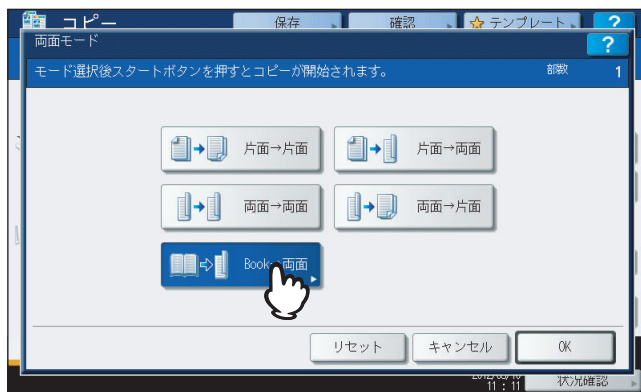 コピー
保存
確認
テンプレート
?
両面モード
?
モード選択後スタートボタンを押すとコピーが開始されます。
部数 1
片面→片面
片面→両面
両面→両面
両面→片面
Book→両面
リセット
キャンセル
OK
11 : 11
状況確認